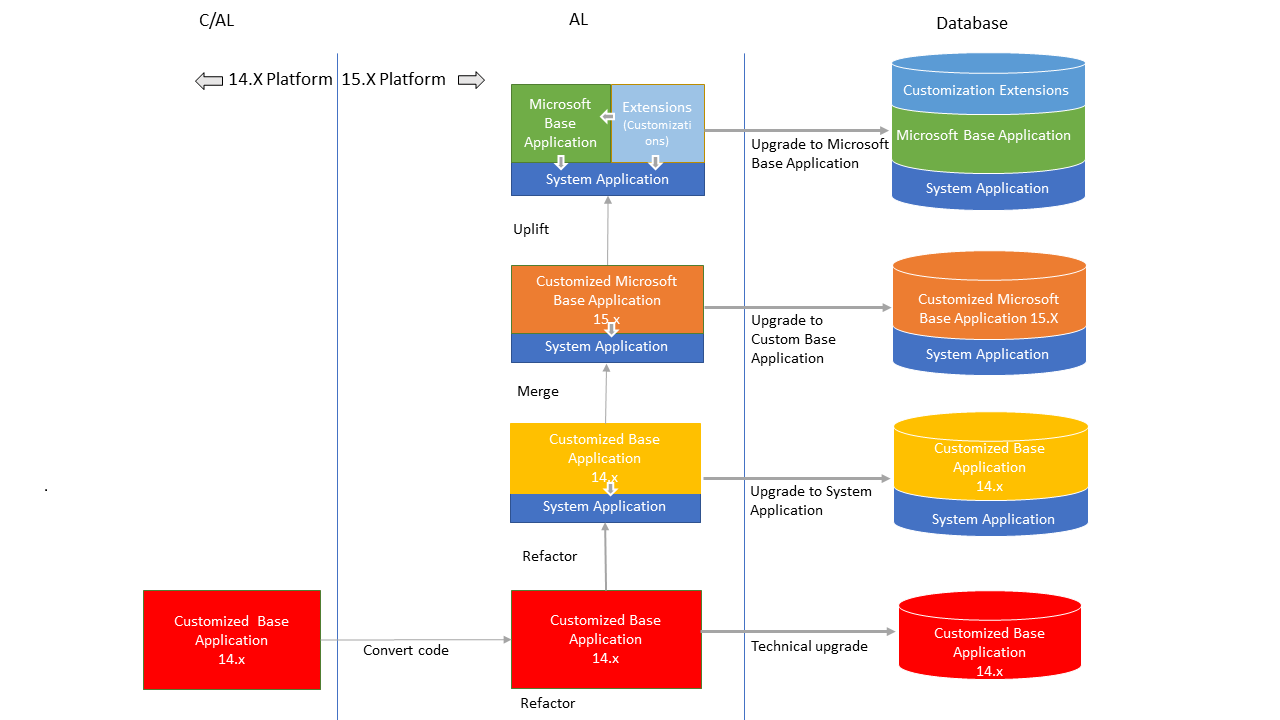 C/AL
AL
Database
14.X Platform
15.X Platform
Microsoft
Base
Application
Extensions
(Customizati
ons)
System Application
Upgrade to Microsoft
Base Application
Customization Extensions
Microsoft Base Application
System Application
Uplift
Customized Microsoft
Base Application
15.x
System Application
Upgrade to
Custom Base
Application
Customized Microsoft
Base Application 15.X
System Application
Merge
Customized Base
Application
14.x
System Application
Upgrade to System
Application
Customized Base
Application
14.x
System Application
.
Refactor
Customized  Base
Application
14.x
Convert code
Customized Base
Application
14.x
Technical upgrade
Customized Base
Application
14.x
Refactor